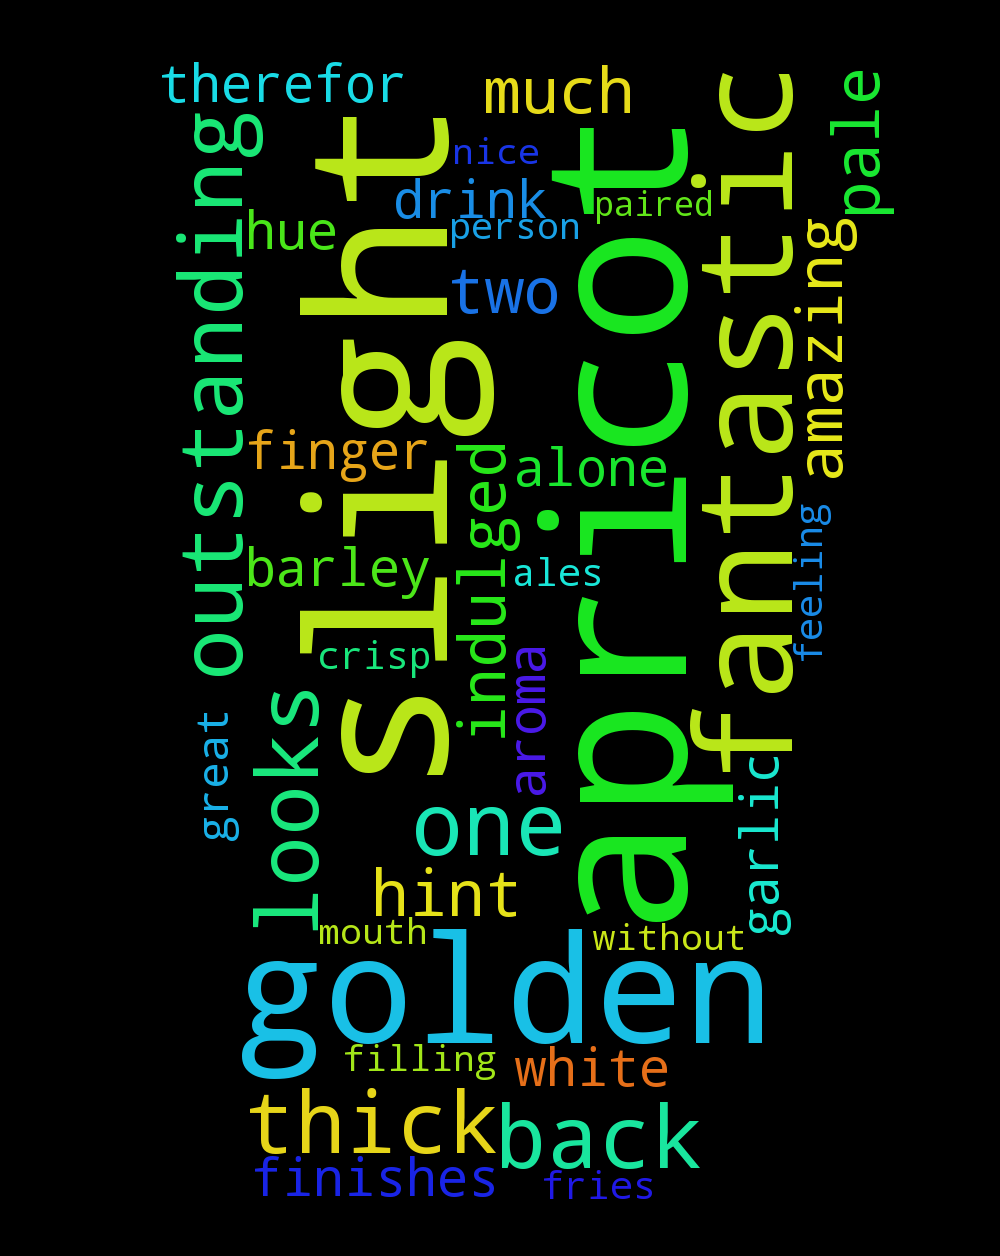 therefor
much
pale
outstanding
slight
nice
apricot
fantastic
drink
paired
hue
person
amazing
two
finger
indulged
alone
feeling
barley
ales
crisp
aroma
looks
great
one
garlic
hint
mouth
without
golden
filling
white
thick
back
finishes
fries